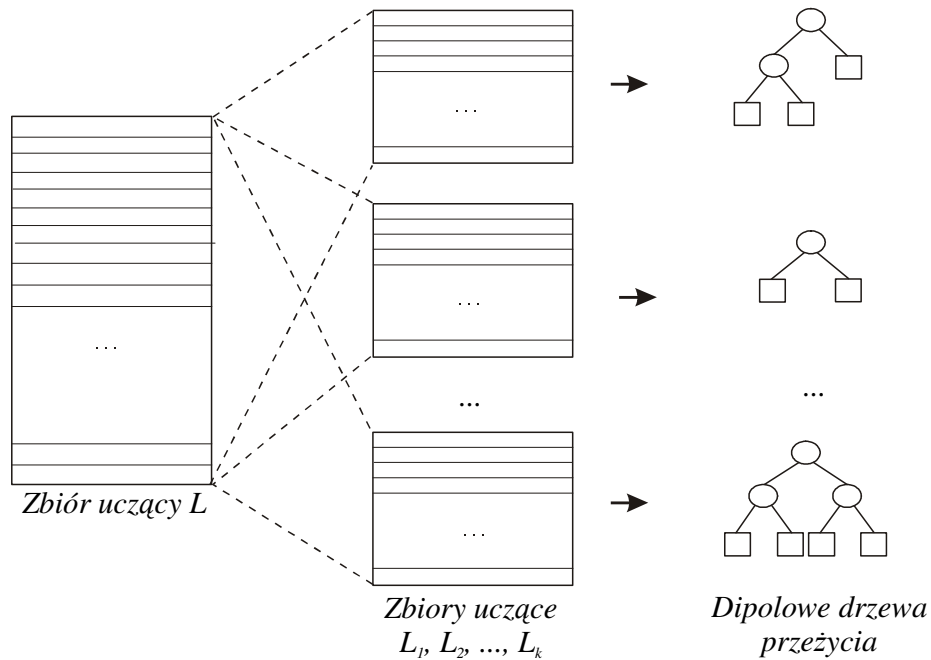 ...
...
...
...
...
...
Zbiór uczący L
...
Zbiory uczące
L₁, L₂, ..., Lₖ
Dipolowe drzewa
przeżycia